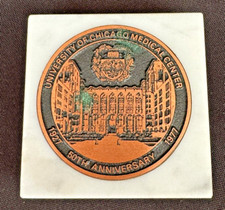 UNIVERSITY OF CHICAGO MEDICAL CENTER
1927 50TH ANNIVERSARY 1977